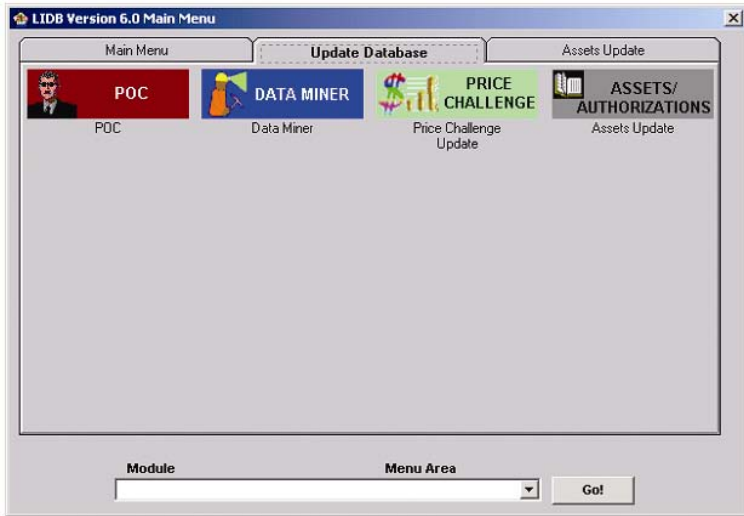 LIDB Version 6.0 Main Menu
Main Menu
Update Database
Assets Update
POC
DATA MINER
PRICE
CHALLENGE
ASSETS/
AUTHORIZATIONS
POC
Data Miner
Price Challenge
Update
Assets Update
Module
Menu Area
Go!